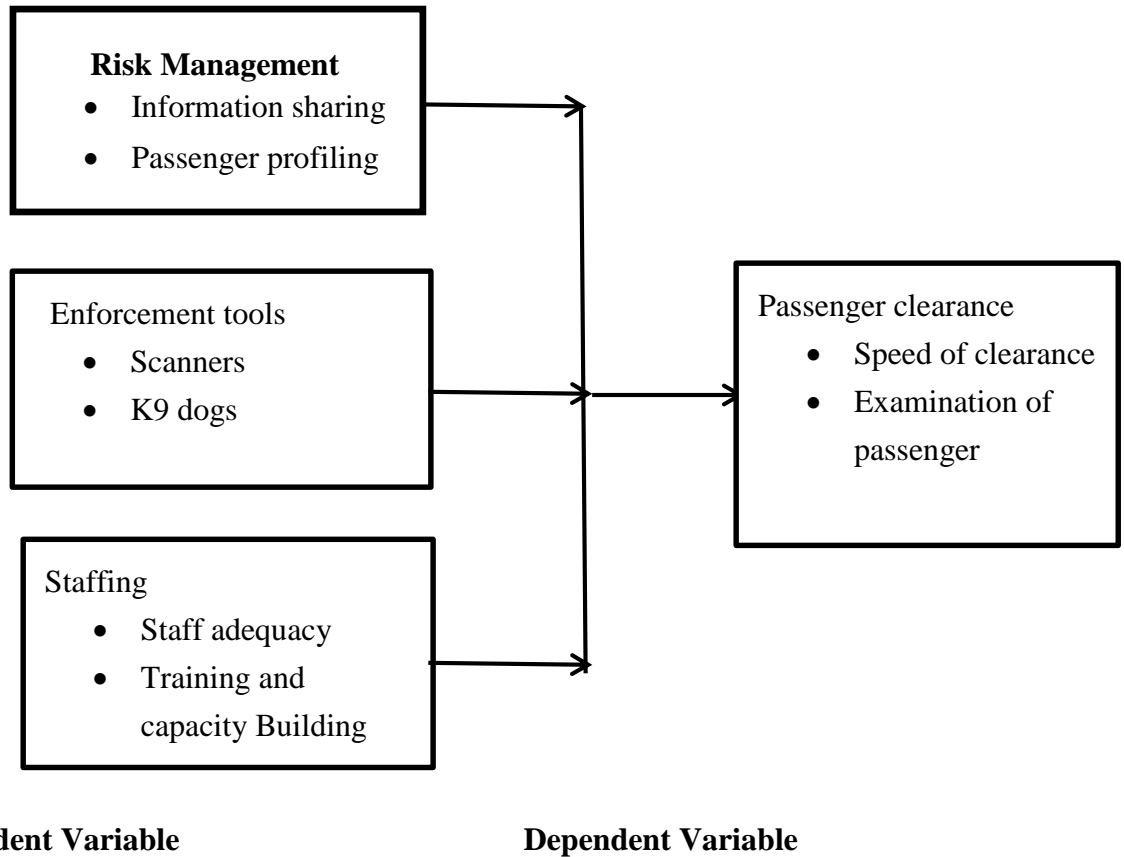 Risk Management
• Information sharing
• Passenger profiling
Enforcement tools
• Scanners
• K9 dogs
Staffing
• Staff adequacy
• Training and
capacity Building
Passenger clearance
• Speed of clearance
• Examination of
passenger
dent Variable
Dependent Variable